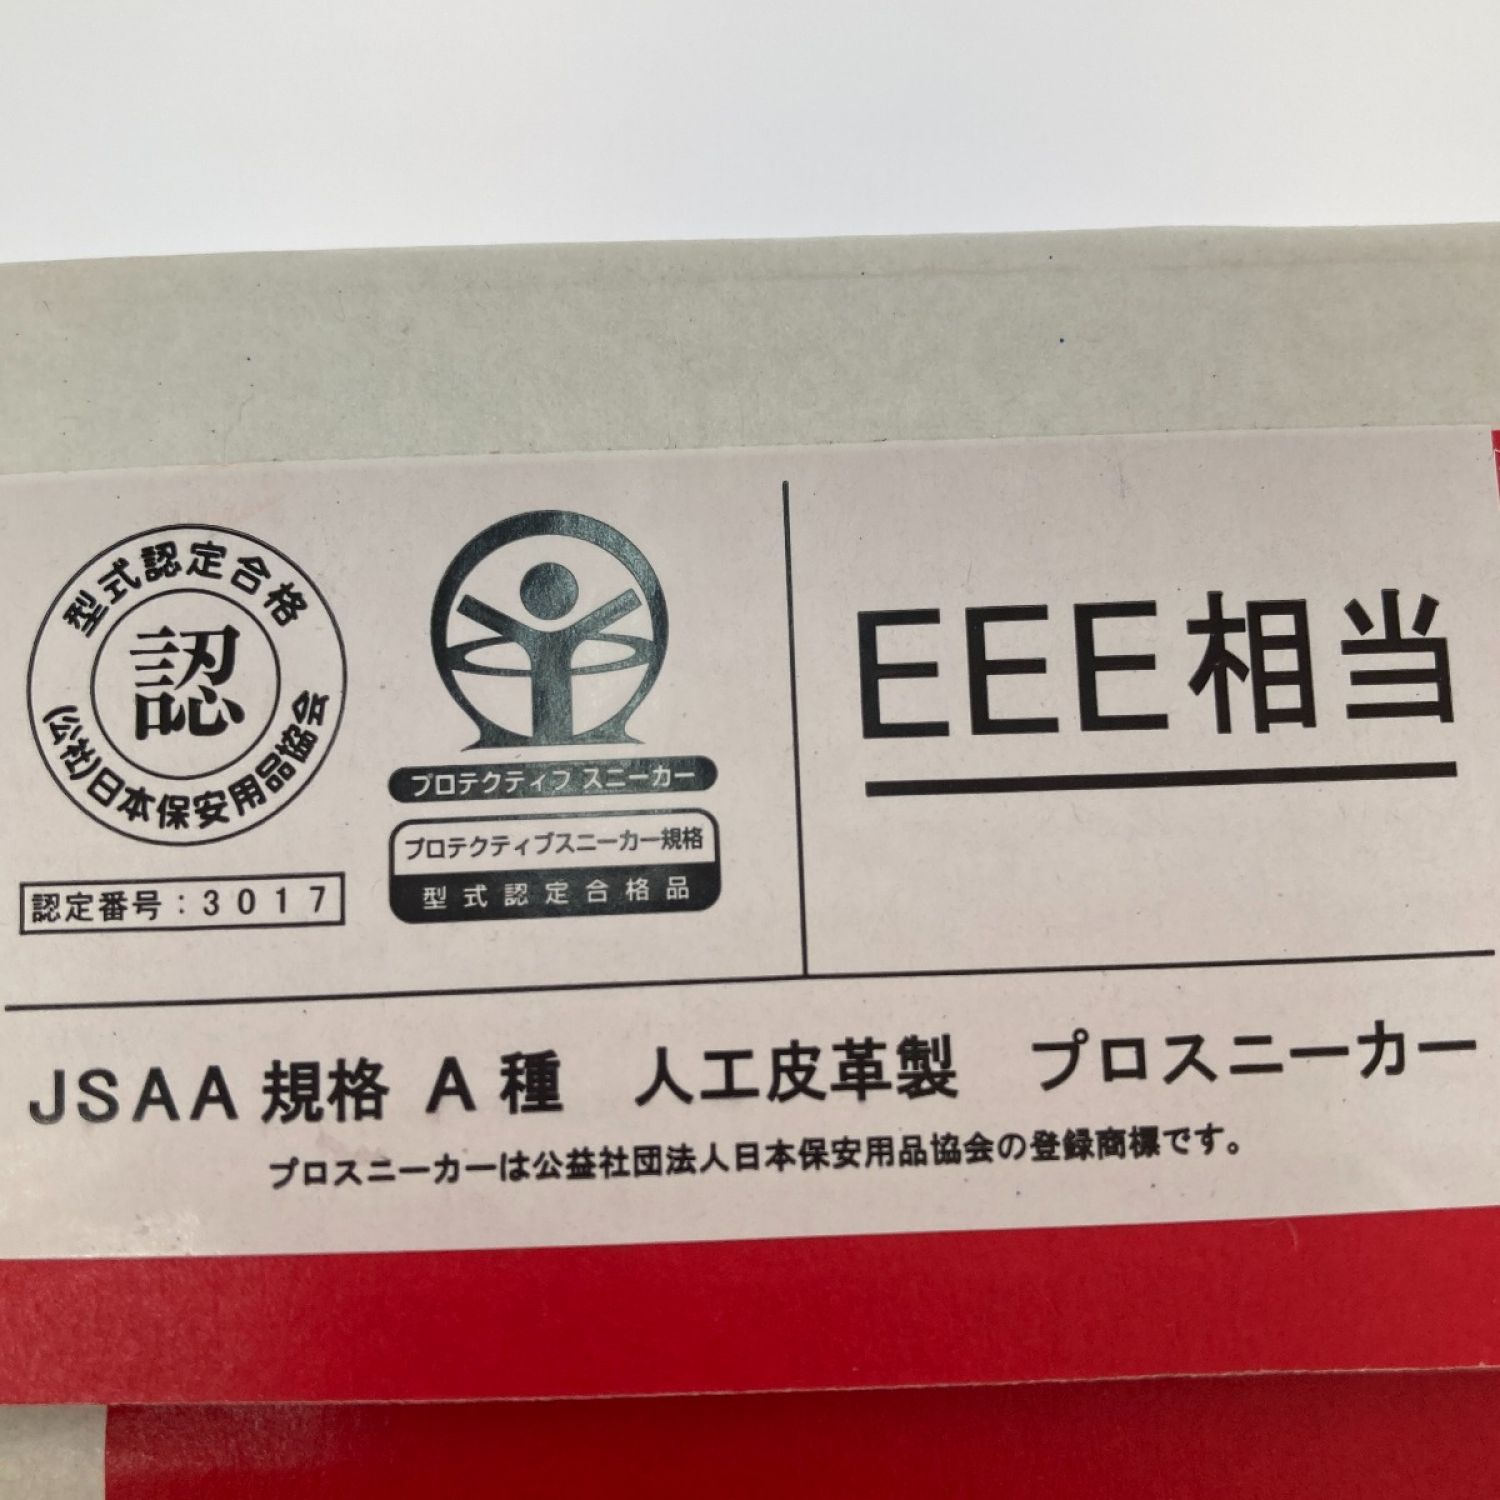 型式認定合格
認
(公社)日本保安用品協会
認定番号:3017
プロテクティブ スニーカー
プロテクティブスニーカー規格
型式認定合格品
EEE相当
JSAA 規格 A 種 人工皮革製 プロスニーカー
プロスニーカーは公益社団法人日本保安用品協会の登録商標です。